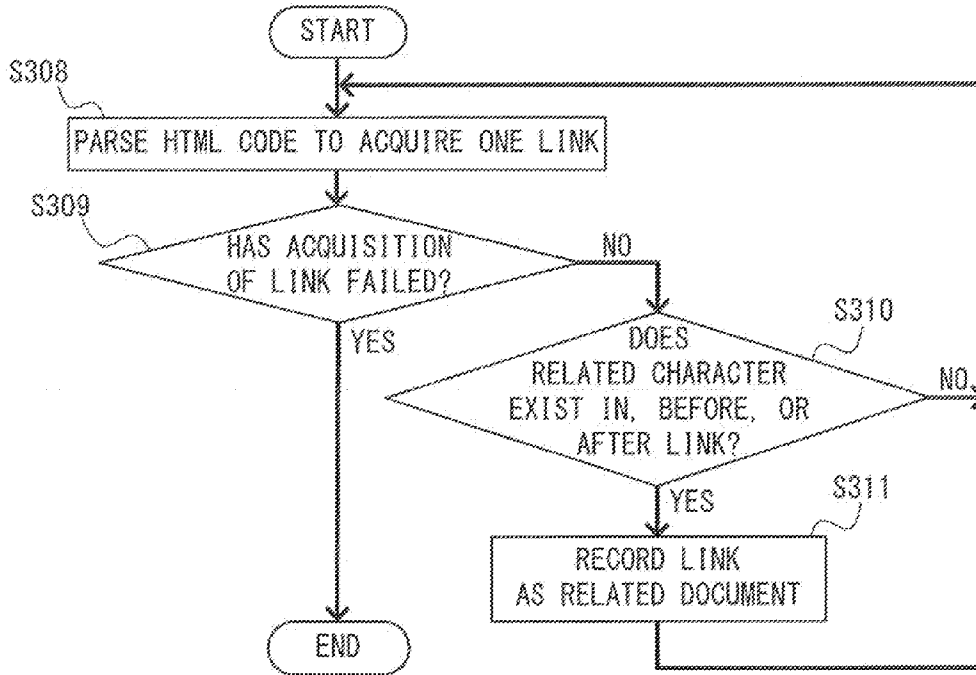 START
S308
PARSE HTML CODE TO ACQUIRE ONE LINK
S309
HAS ACQUISITION
OF LINK FAILED?
NO
YES
S310
DOES
RELATED CHARACTER
EXIST IN, BEFORE, OR
AFTER LINK?
NO
YES
S311
RECORD LINK
AS RELATED DOCUMENT
END